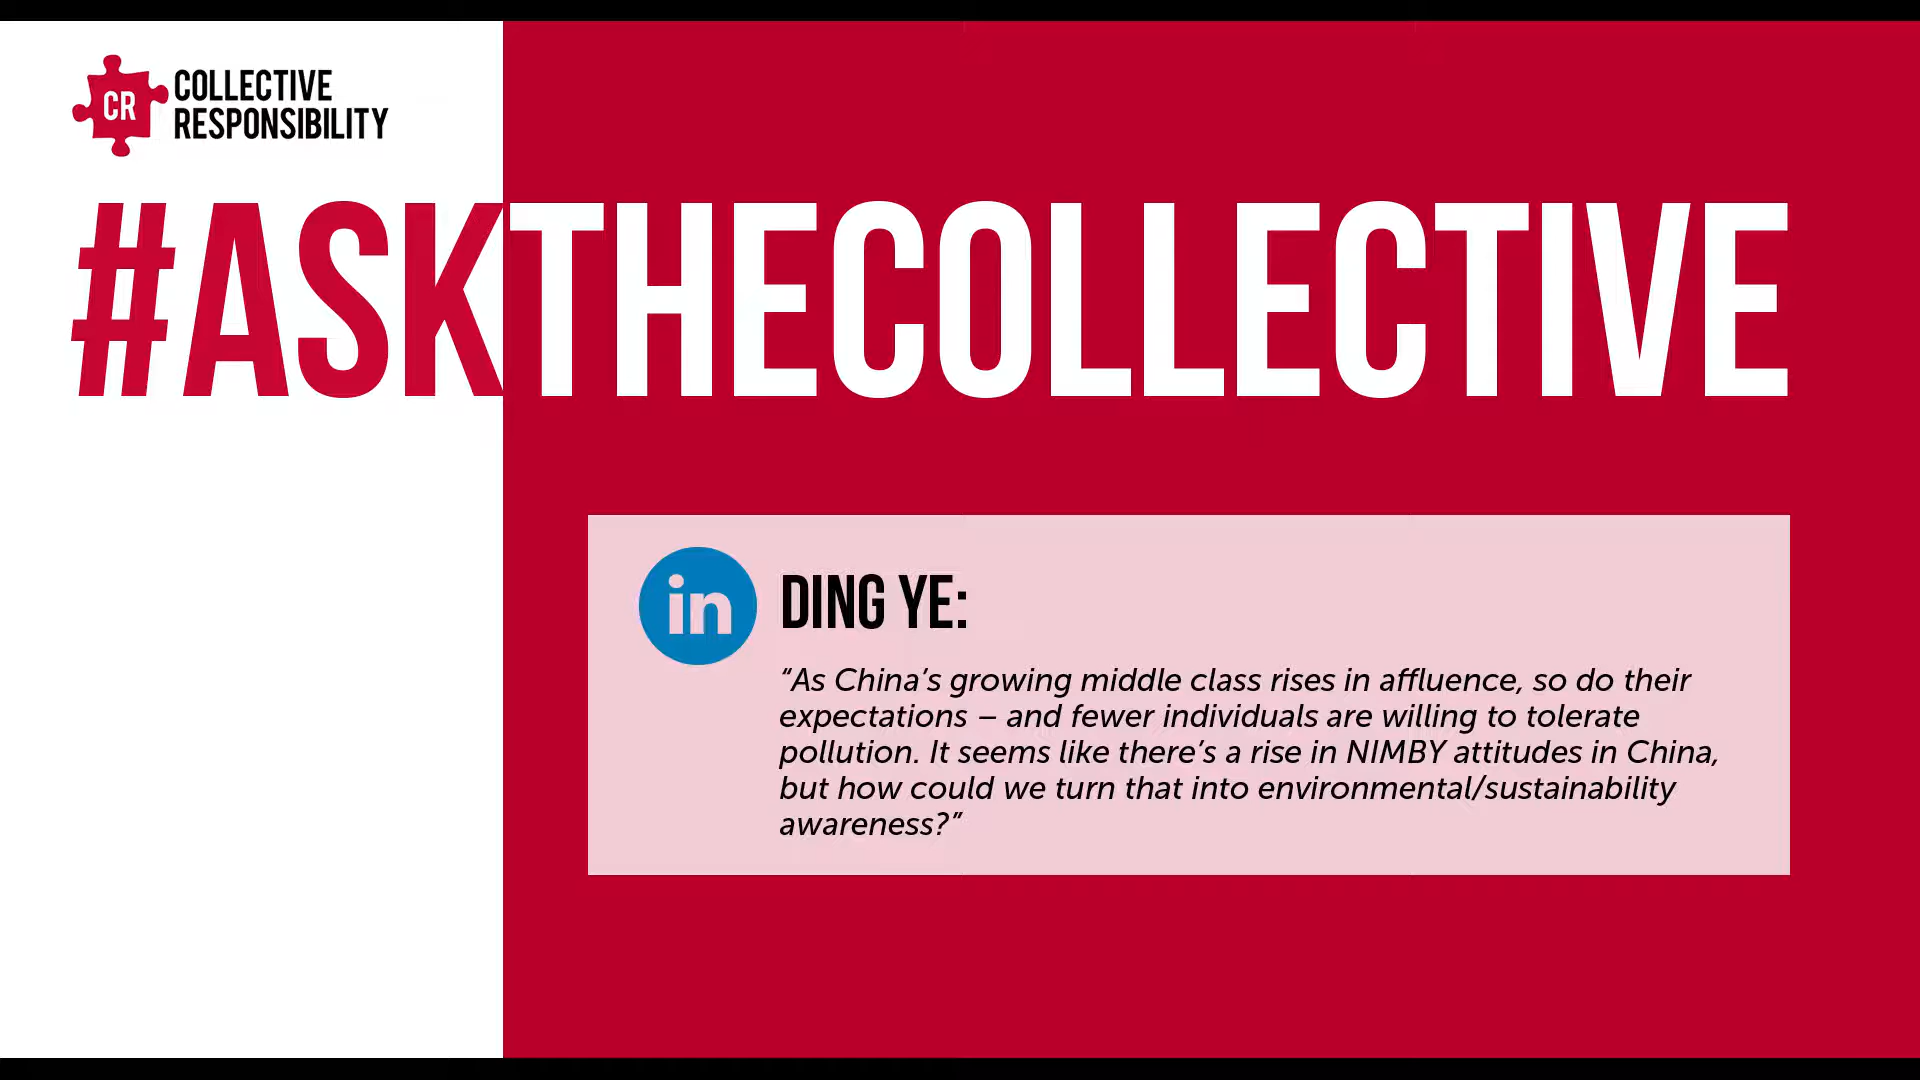 CR
COLLECTIVE
RESPONSIBILITY
#ASKTHECOLLECTIVE
in
DING YE:
“As China’s growing middle class rises in affluence, so do their
expectations – and fewer individuals are willing to tolerate
pollution. It seems like there’s a rise in NIMBY attitudes in China,
but how could we turn that into environmental/sustainability
awareness?”